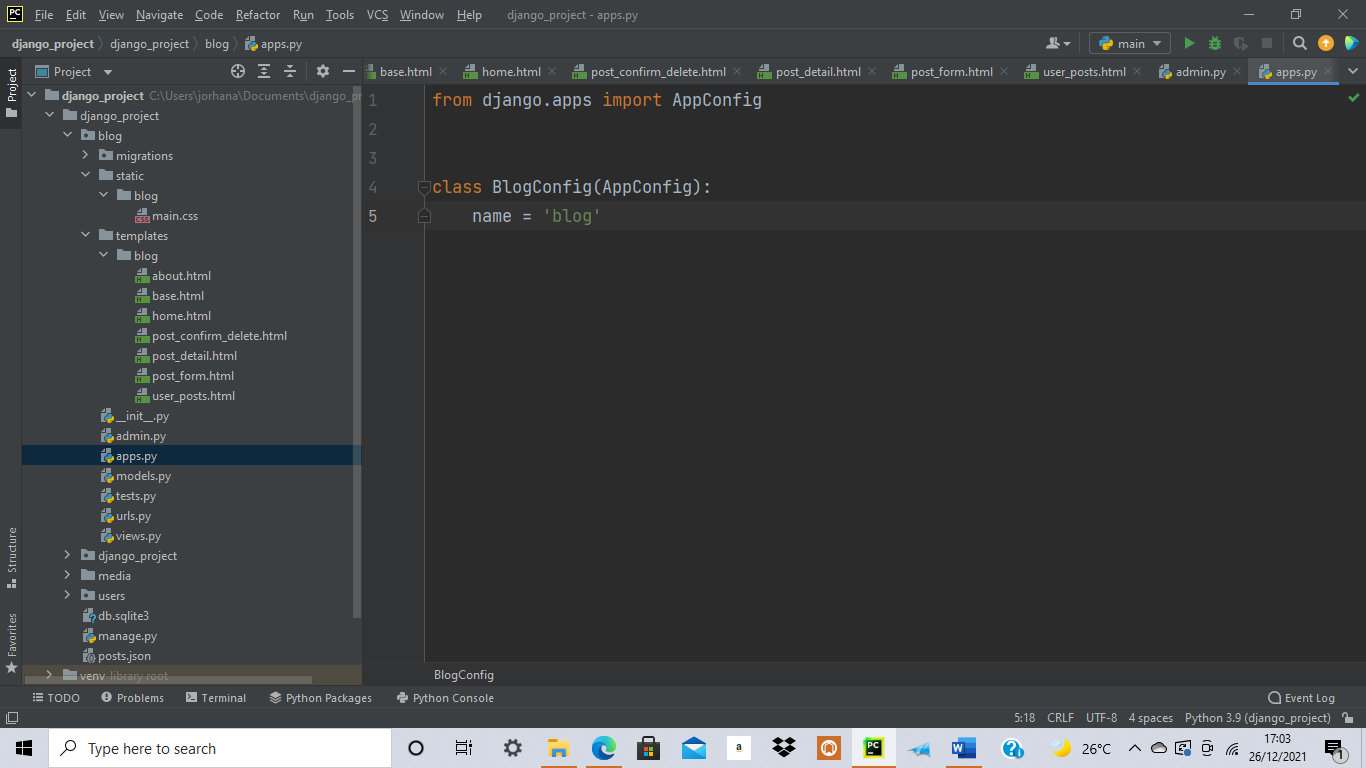 PC File Edit View Navigate Code Refactor Run Tools VCS Window Help django_project - apps.py
django_project django_project blog apps.py main
Project
base.html home.html post_confirm_delete.html post_detail.html post_form.html user_posts.html admin.py apps.py
Project
django_project C:\Users\jorhana\Documents\django_pr
django_project
blog
migrations
static
blog
main.css
templates
blog
about.html
base.html
home.html
post_confirm_delete.html
post_detail.html
post_form.html
user_posts.html
__init__.py
admin.py
apps.py
models.py
tests.py
urls.py
views.py
django_project
media
users
db.sqlite3
manage.py
posts.json
venv library root
Structure
Favorites
1 from django.apps import AppConfig
2
3
4 class BlogConfig(AppConfig):
5 name = 'blog'
BlogConfig
TODO Problems Terminal Python Packages Python Console Event Log
5:18 CRLF UTF-8 4 spaces Python 3.9 (django_project)
Type here to search
a
PC
W
26°C
17:03
26/12/2021
1